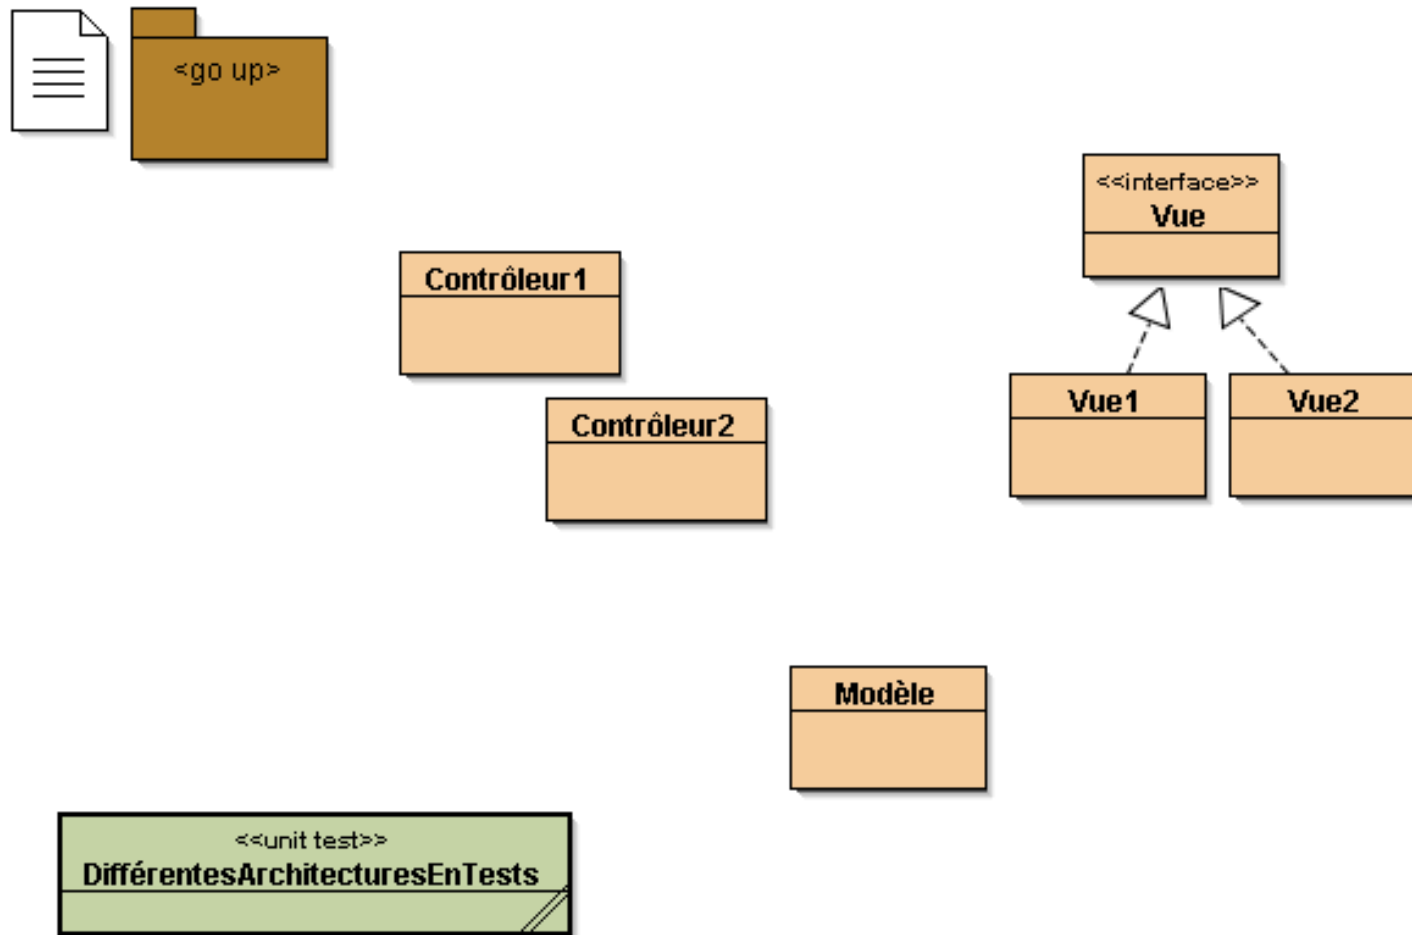 <go up>
<<interface>>
Vue
Contrôleur1
Vue1
Vue2
Contrôleur2
Modèle
<<unit test>>
DifférentesArchitecturesEnTests